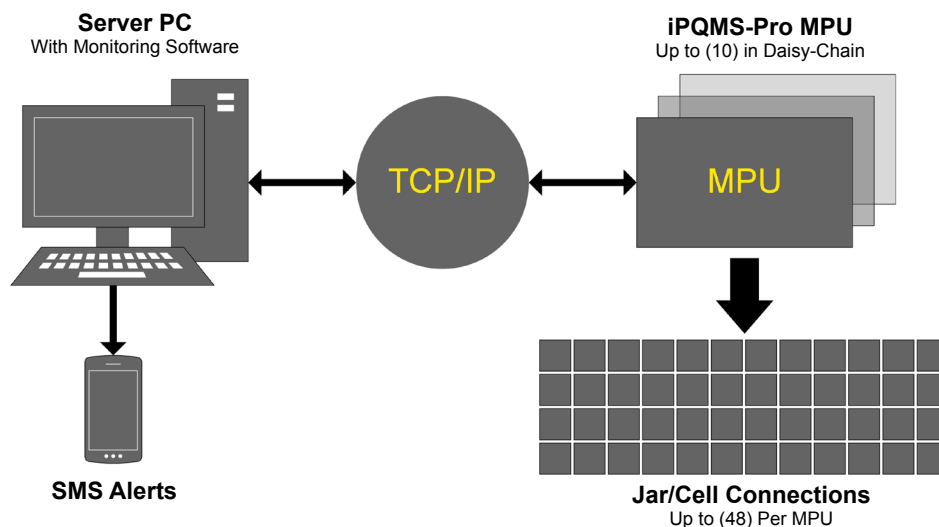 Server PC
With Monitoring Software
iPQMS-Pro MPU
Up to (10) in Daisy-Chain
TCP/IP
MPU
SMS Alerts
Jar/Cell Connections
Up to (48) Per MPU